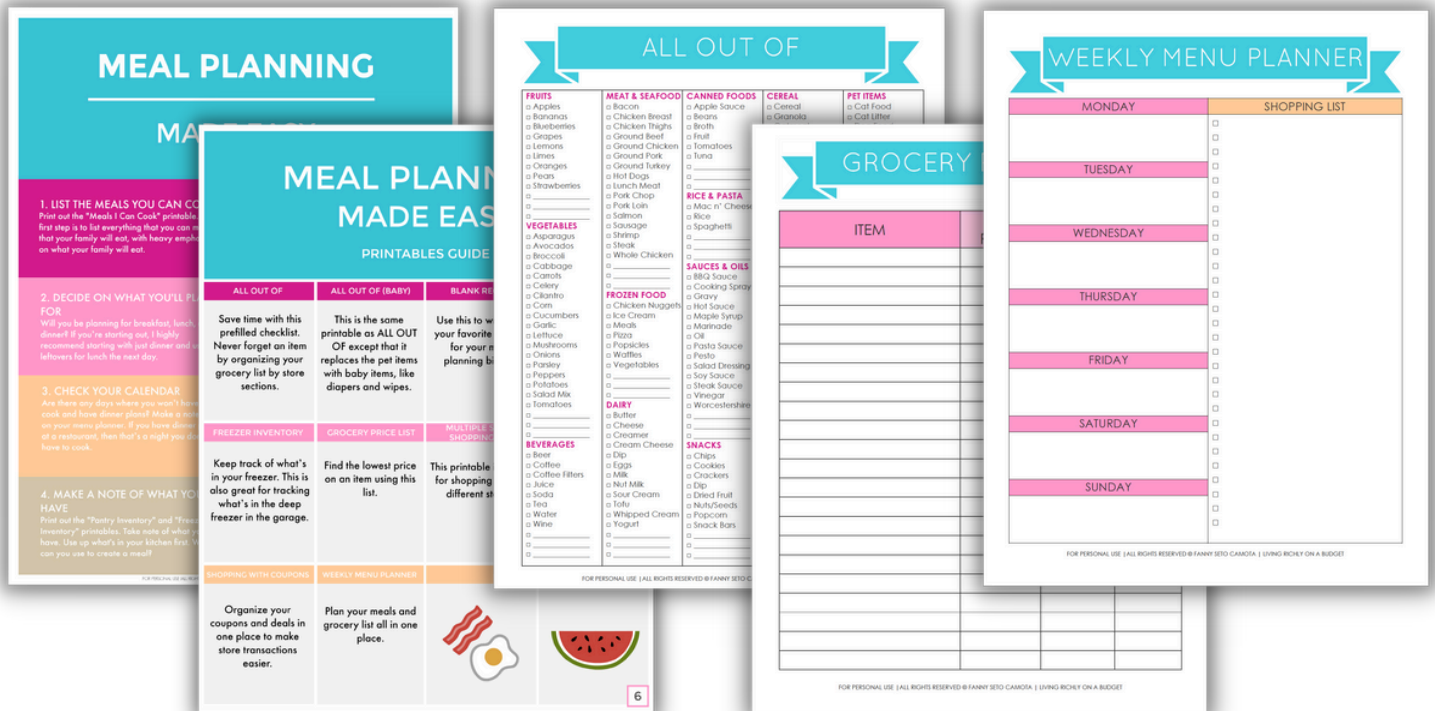 MEAL PLANNING
1. LIST THE MEALS YOU CAN
Print out the "Meals I Can Cook" printable.
first step is to list everything that you can
that your family will eat, with heavy
on what your family will eat.
2. DECIDE ON WHAT YOU'LL
FOR
Will you be planning for breakfast, lunch,
dinner? If you're starting out, I highly
recommend starting with just dinner and
leftovers for lunch the next day.
3. CHECK YOUR CALENDAR
Are there any days where you won't
cook and have dinner plans? Make a
on your menu planner. If you have dinner
at a restaurant, then that's a night you
have to cook.
4. MAKE A NOTE OF WHAT
HAVE
Print out the "Pantry Inventory" and
Inventory" printables. Take note of what
have. Use up what's in your kitchen first.
can you use to create a meal?
MEAL
MADE
PRINTABLES GUIDE
ALL OUT OF
Save time with this
prefilled checklist.
Never forget an item
by organizing your
grocery list by store
sections.
ALL OUT OF (BABY)
This is the same
printable as ALL OUT
OF except that it
replaces the pet items
with baby items, like
diapers and wipes.
BLANK
Use this to
your favorite
for your
planning
FREEZER INVENTORY
Keep track of what's
in your freezer. This is
also great for tracking
what's in the deep
freezer in the garage.
GROCERY PRICE LIST
Find the lowest price
on an item using this
list.
MULTIPLE
SHOPPING
This printable
for shopping
different
SHOPPING WITH COUPONS
Organize your
coupons and deals in
one place to make
store transactions
easier.
WEEKLY MENU PLANNER
Plan your meals and
grocery list all in one
place.
6
ALL OUT OF
FRUITS
Apples
Bananas
Blueberries
Grapes
Lemons
Limes
Oranges
Pears
Strawberries
VEGETABLES
Asparagus
Avocados
Broccoli
Cabbage
Carrots
Celery
Cilantro
Corn
Cucumbers
Garlic
Lettuce
Mushrooms
Onions
Parsley
Peppers
Potatoes
Salad Mix
Tomatoes
BEVERAGES
Beer
Coffee
Coffee Filters
Juice
Soda
Tea
Water
Wine
MEAT & SEAFOOD
Bacon
Chicken Breast
Chicken Thighs
Ground Beef
Ground Chicken
Ground Pork
Ground Turkey
Hot Dogs
Lunch Meat
Pork Chop
Pork Loin
Salmon
Sausage
Shrimp
Steak
Whole Chicken
FROZEN FOOD
Chicken Nuggets
Ice Cream
Meals
Pizza
Popsicles
Waffles
Vegetables
DAIRY
Butter
Cheese
Creamer
Cream Cheese
Dip
Eggs
Milk
Nut Milk
Sour Cream
Tofu
Whipped Cream
Yogurt
CANNED FOODS
Apple Sauce
Beans
Broth
Fruit
Tomatoes
Tuna
RICE & PASTA
Mac n' Cheese
Rice
Spaghetti
SAUCES & OILS
BBQ Sauce
Cooking Spray
Gravy
Hot Sauce
Maple Syrup
Marinade
Oil
Pasta Sauce
Pesto
Salad Dressing
Soy Sauce
Steak Sauce
Vinegar
Worcestershire
SNACKS
Chips
Cookies
Crackers
Dip
Dried Fruit
Nuts/Seeds
Popcorn
Snack Bars
CEREAL
Cereal
Granola
PET ITEMS
Cat Food
Cat Litter
FOR PERSONAL USE | ALL RIGHTS RESERVED © FANNY SETO
GROCERY
ITEM
FOR PERSONAL USE | ALL RIGHTS RESERVED © FANNY SETO CAMOTA | LIVING RICHLY ON A BUDGET
WEEKLY MENU PLANNER
MONDAY
TUESDAY
WEDNESDAY
THURSDAY
FRIDAY
SATURDAY
SUNDAY
SHOPPING LIST
FOR PERSONAL USE | ALL RIGHTS RESERVED © FANNY SETO CAMOTA | LIVING RICHLY ON A BUDGET